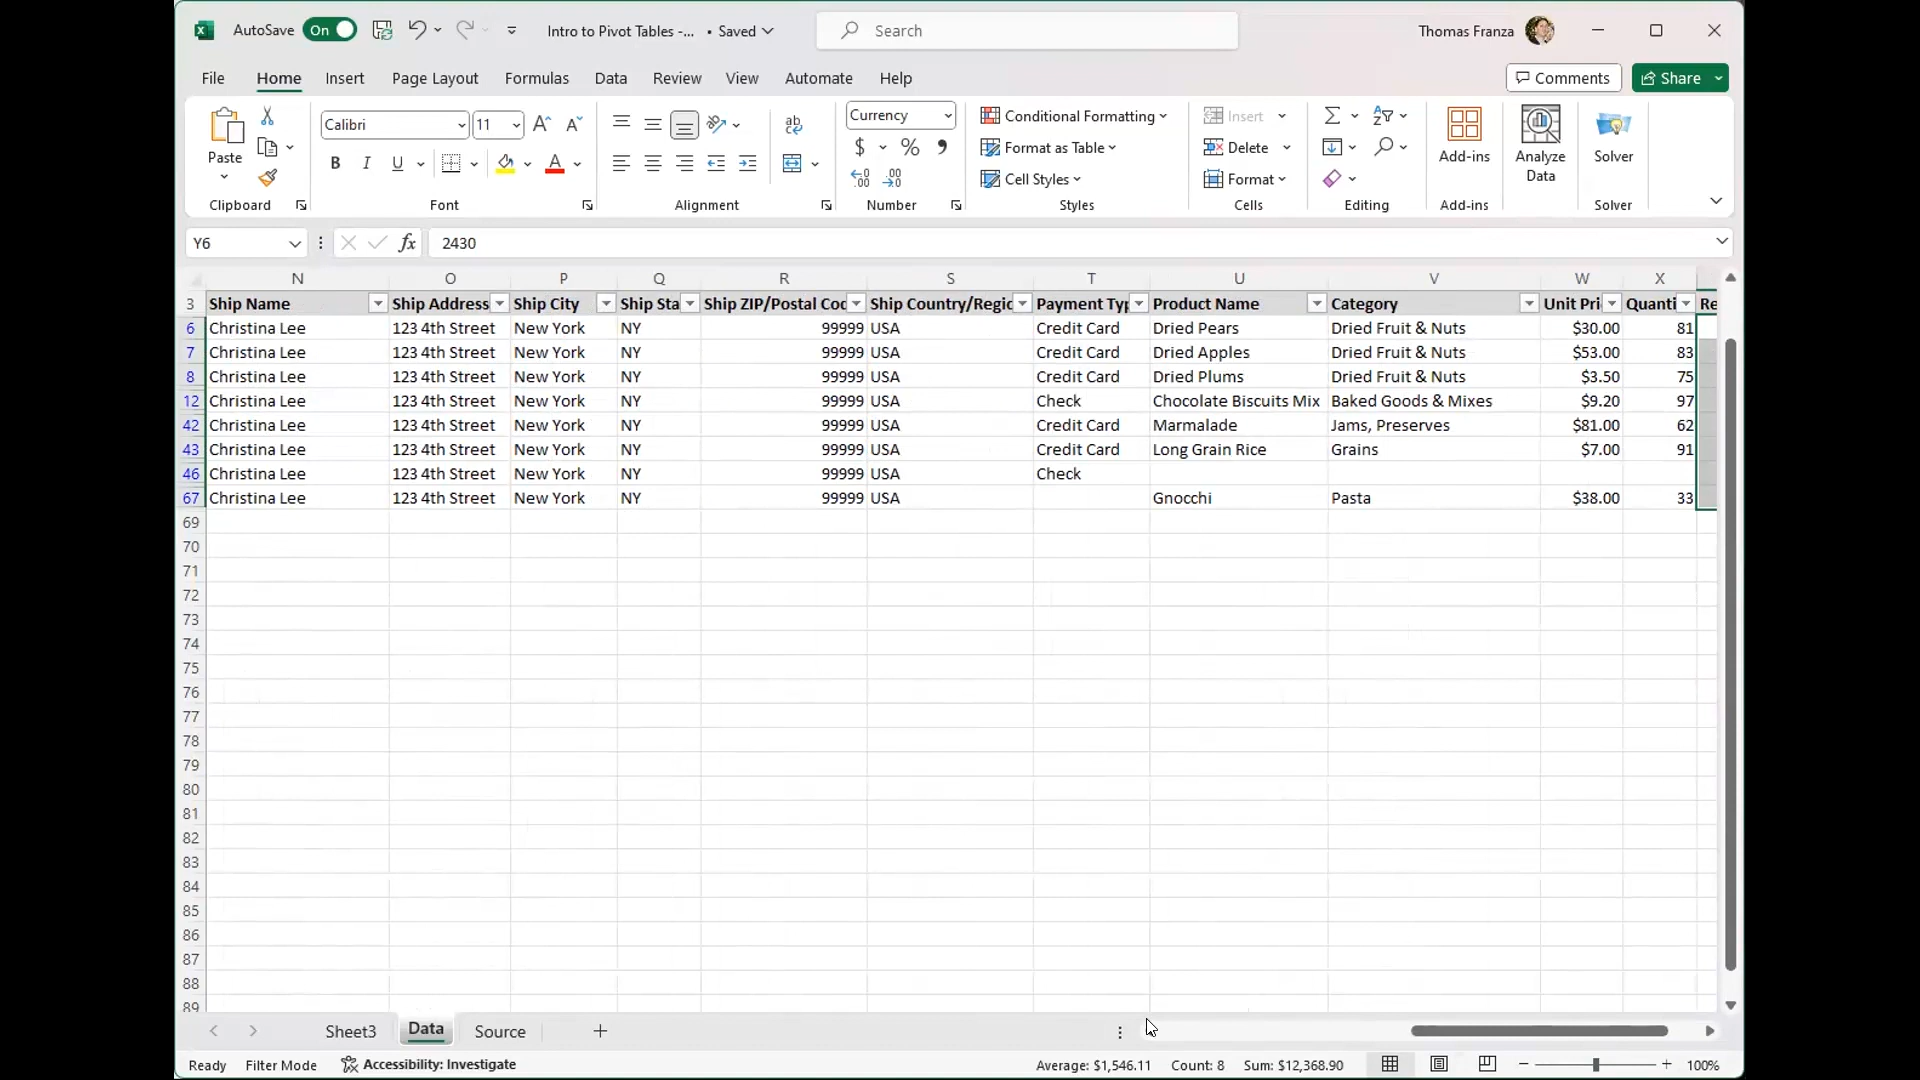 AutoSave On Intro to Pivot Tables -... • Saved Search Thomas Franza
File Home Insert Page Layout Formulas Data Review View Automate Help Comments Share
Calibri 11 Currency Conditional Formatting Insert
Paste B I U $ % Format as Table Delete Add-ins Analyze Data Solver
Cell Styles Format
Clipboard Font Alignment Number Styles Cells Editing Add-ins Solver
Y6 fx 2430
N O P Q R S T U V W X
3 Ship Name Ship Address Ship City Ship Sta Ship ZIP/Postal Cod Ship Country/Regic Payment Typ Product Name Category Unit Pri Quanti Re
6 Christina Lee 123 4th Street New York NY 99999 USA Credit Card Dried Pears Dried Fruit & Nuts $30.00 81
7 Christina Lee 123 4th Street New York NY 99999 USA Credit Card Dried Apples Dried Fruit & Nuts $53.00 83
8 Christina Lee 123 4th Street New York NY 99999 USA Credit Card Dried Plums Dried Fruit & Nuts $3.50 75
12 Christina Lee 123 4th Street New York NY 99999 USA Check Chocolate Biscuits Mix Baked Goods & Mixes $9.20 97
42 Christina Lee 123 4th Street New York NY 99999 USA Credit Card Marmalade Jams, Preserves $81.00 62
43 Christina Lee 123 4th Street New York NY 99999 USA Credit Card Long Grain Rice Grains $7.00 91
46 Christina Lee 123 4th Street New York NY 99999 USA Check
67 Christina Lee 123 4th Street New York NY 99999 USA Gnocchi Pasta $38.00 33
69
70
71
72
73
74
75
76
77
78
79
80
81
82
83
84
85
86
87
88
89
Sheet3 Data Source
Ready Filter Mode Accessibility: Investigate Average: $1,546.11 Count: 8 Sum: $12,368.90 100%